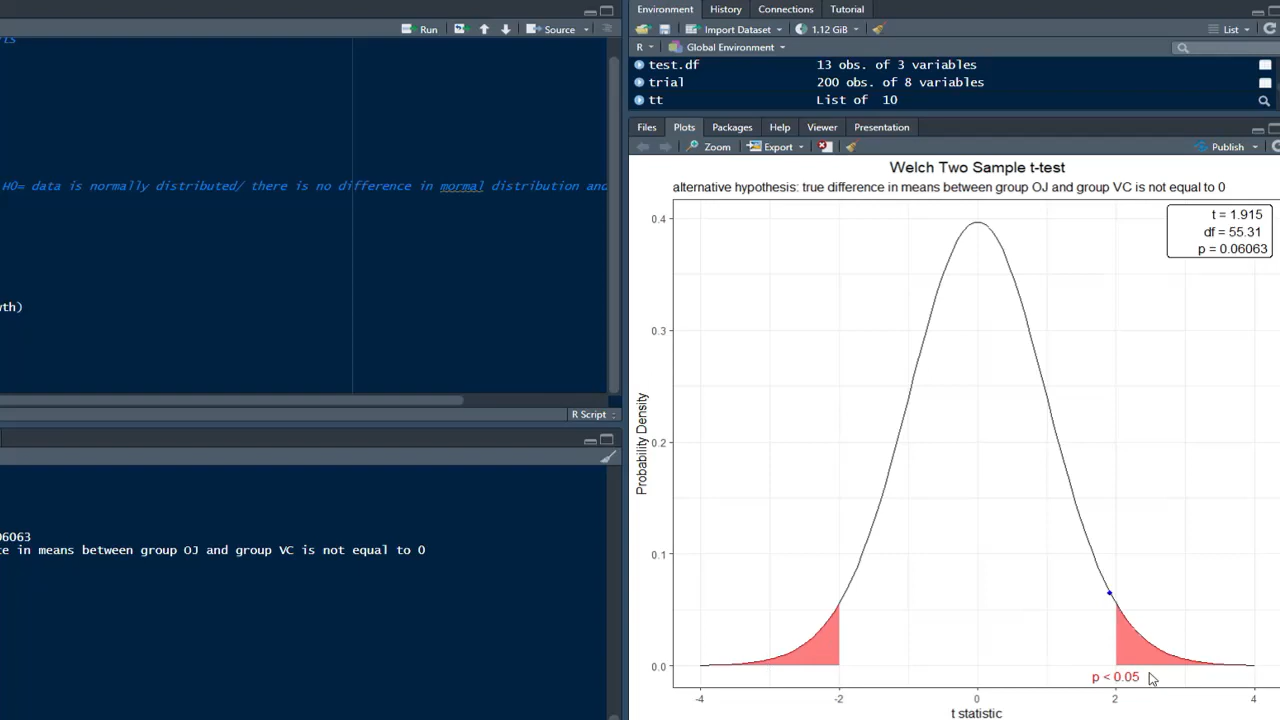 Run
Source
HO= data is normally distributed/ there is no difference in mormal distribution and
wth)
R Script
06063
in means between group OJ and group VC is not equal to 0
Environment History Connections Tutorial
Import Dataset 1.12 GiB List
R Global Environment
test.df 13 obs. of 3 variables
trial 200 obs. of 8 variables
tt List of 10
Files Plots Packages Help Viewer Presentation
Zoom Export Publish
Welch Two Sample t-test
alternative hypothesis: true difference in means between group OJ and group VC is not equal to 0
t = 1.915
df = 55.31
p = 0.06063
Probability Density
0.4
0.3
0.2
0.1
0.0
p < 0.05
-4 -2 0 2 4
t statistic